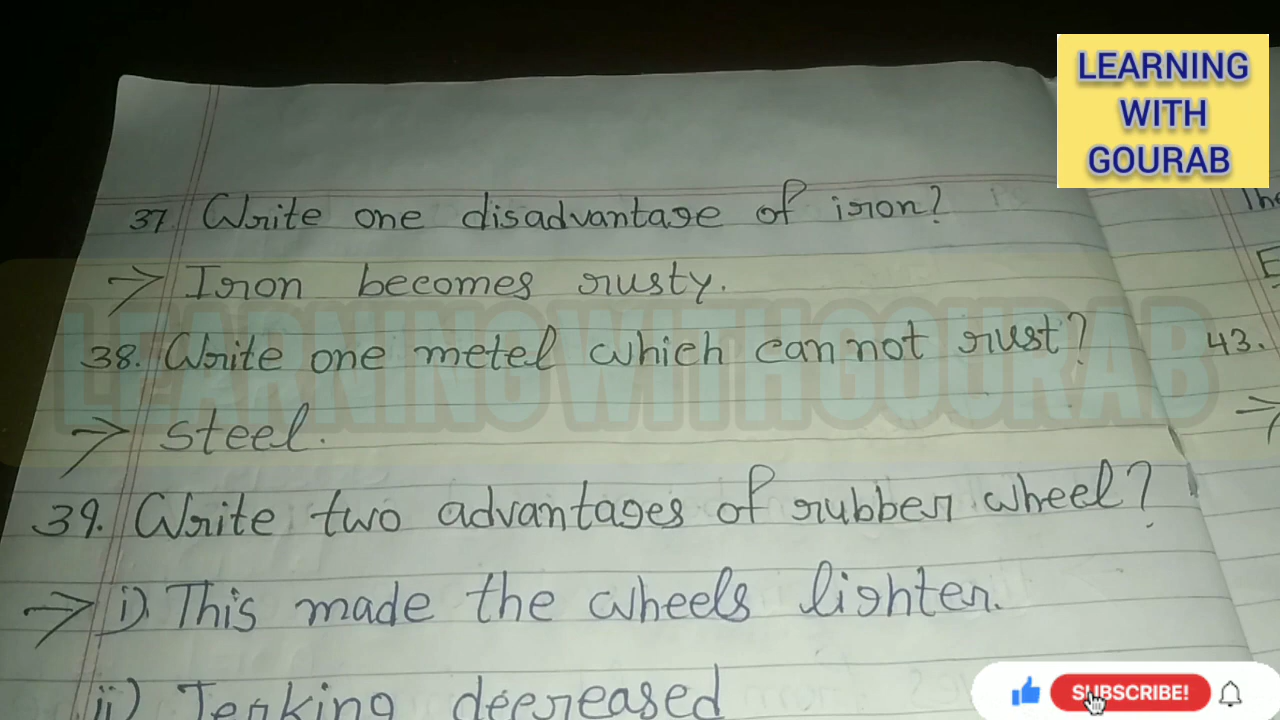 LEARNING
WITH
GOURAB
37. Write one disadvantage of iron?
→ Iron becomes rusty.
38. Write one metel which can not rust?
43.
→ steel.
39. Write two advantages of rubber wheel?
→ i). This made the wheels lighter.
ii) Jerking decreased
LEARNINGWITHGOURAB
SUBSCRIBE!